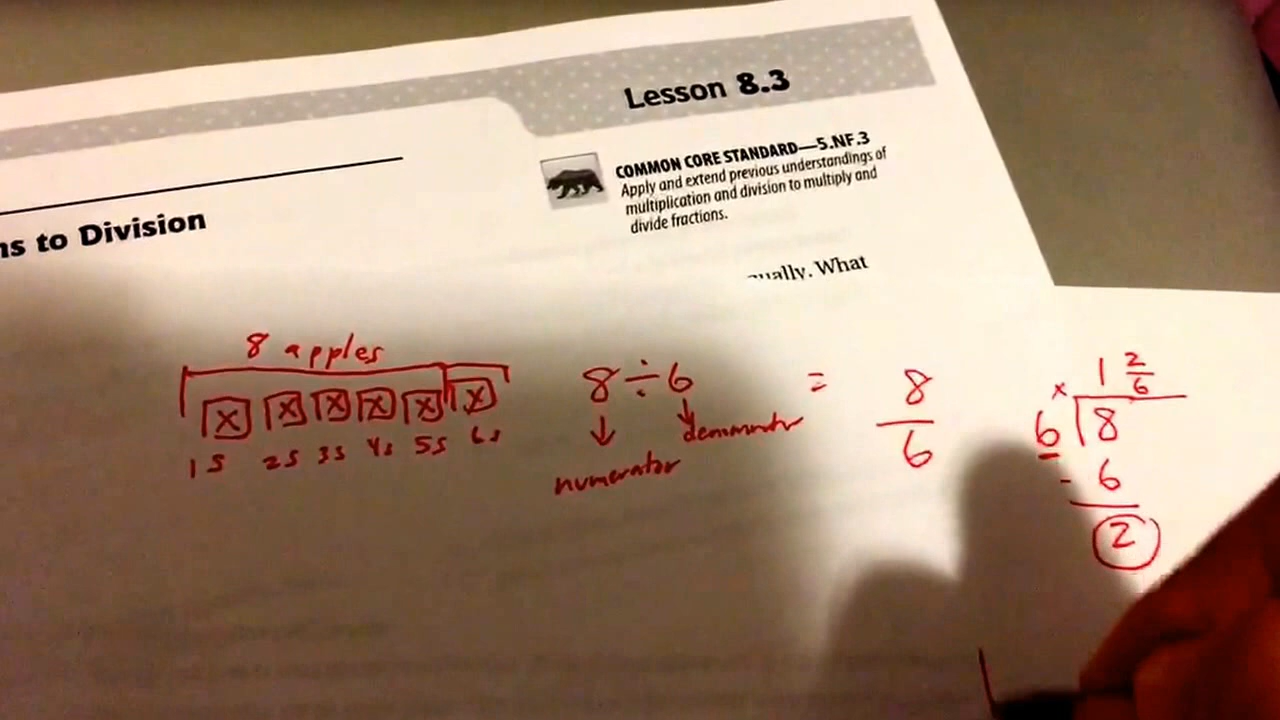 Lesson 8.3
COMMON CORE STANDARD—5.NF.3
Apply and extend previous understandings of
multiplication and division to multiply and
divide fractions.
ns to Division
ually. What
8 apples
x x x x x x
1s 2s 3s 4s 5s 6s
8 ÷ 6 = 8/6
numerator
1 2/6
x
6 8
- 6
2